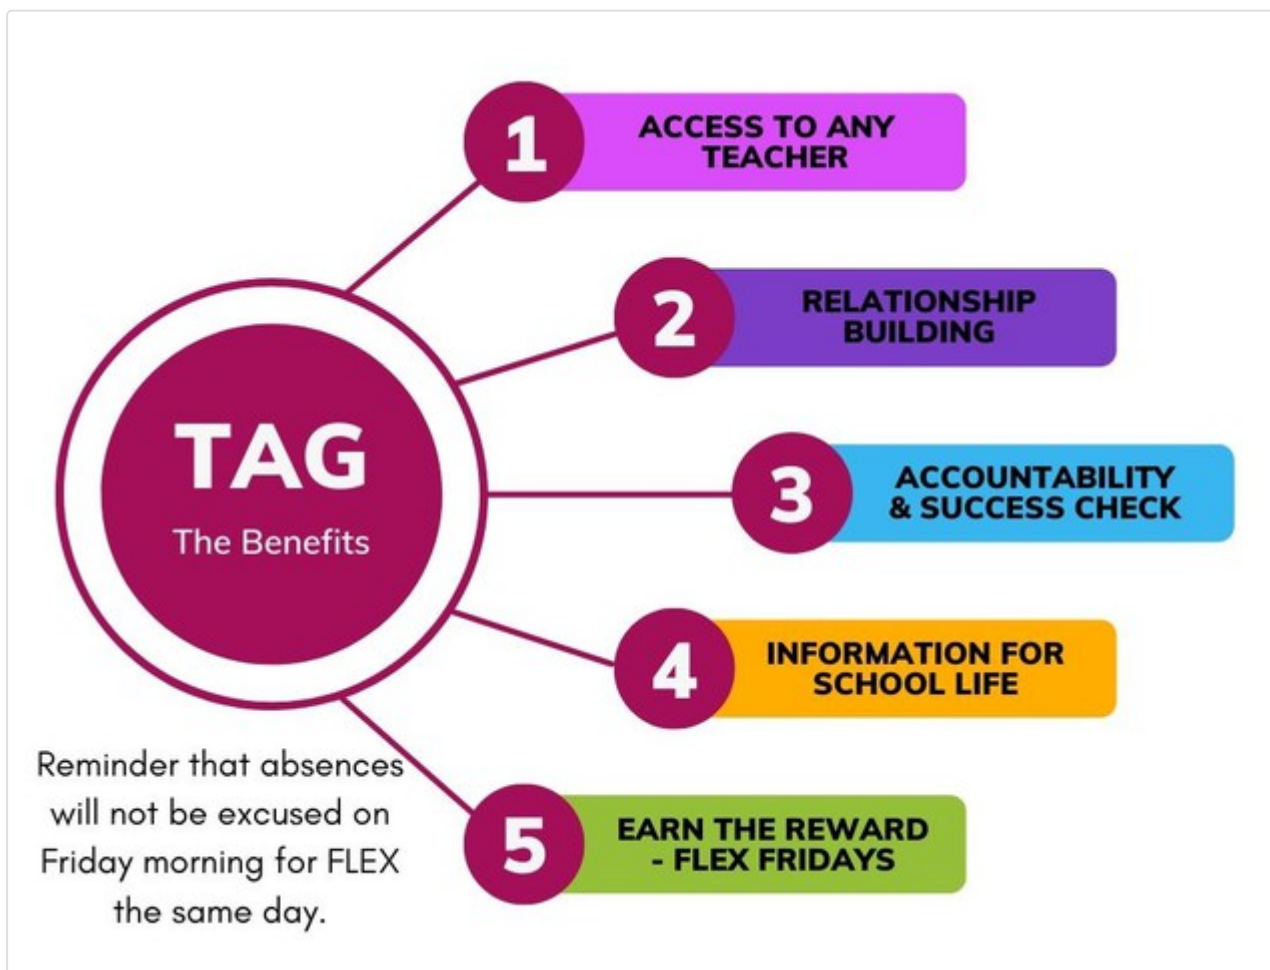 1
ACCESS TO ANY
TEACHER
2
RELATIONSHIP
BUILDING
TAG
The Benefits
3
ACCOUNTABILITY
& SUCCESS CHECK
4
INFORMATION FOR
SCHOOL LIFE
5
EARN THE REWARD
- FLEX FRIDAYS
Reminder that absences
will not be excused on
Friday morning for FLEX
the same day.